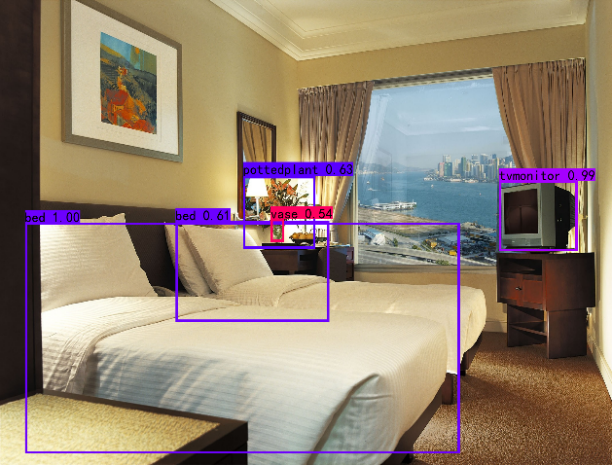 pottedplant 0.63
tvmonitor 0.99
bed 1.00
bed 0.61
vase 0.54